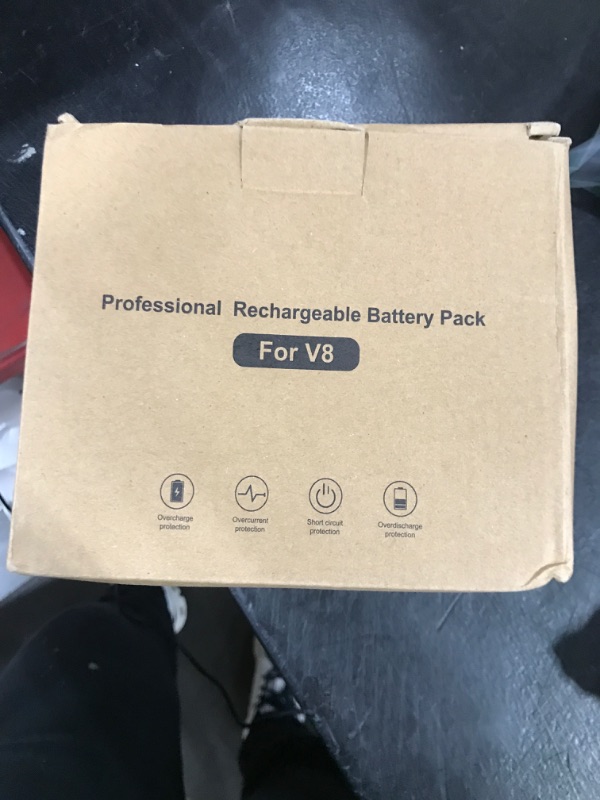 Professional Rechargeable Battery Pack
For V8
Overcharge
protection
Overcurrent
protection
Short circuit
protection
Overdischarge
protection